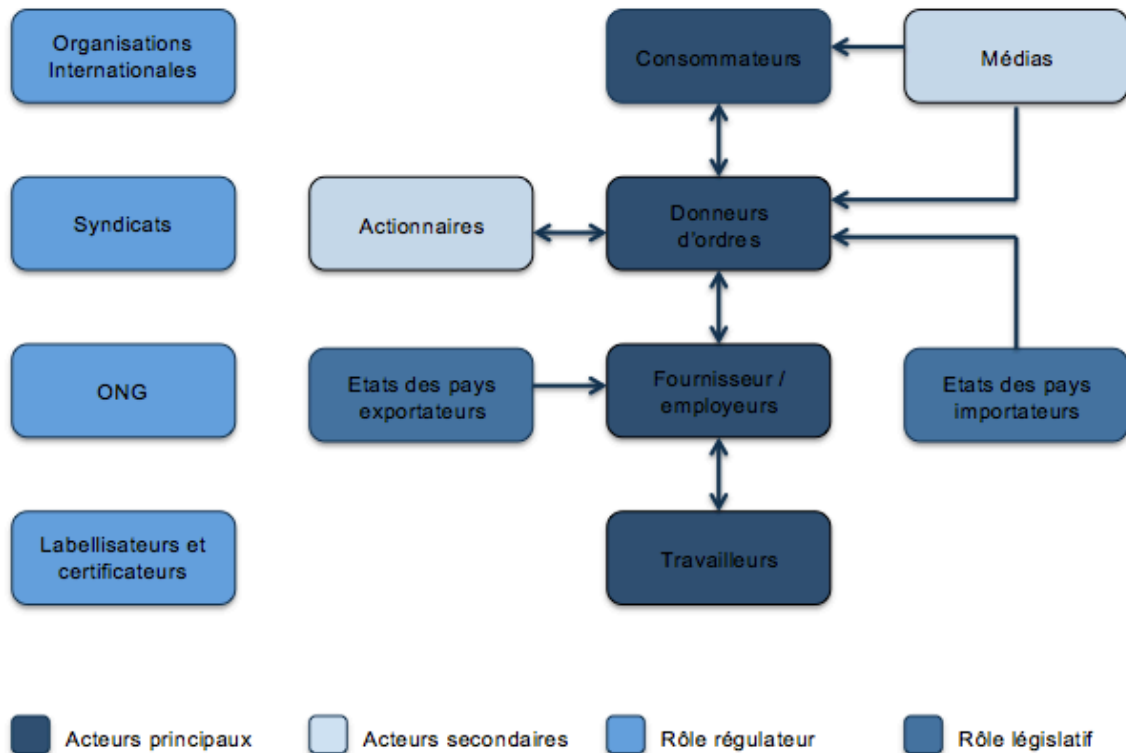 Organisations
Internationales
Consommateurs
Médias
Syndicats
Actionnaires
Donneurs
d'ordres
ONG
Etats des pays
exportateurs
Fournisseur /
employeurs
Etats des pays
importateurs
Labellisateurs et
certificateurs
Travailleurs
Acteurs principaux
Acteurs secondaires
Rôle régulateur
Rôle législatif